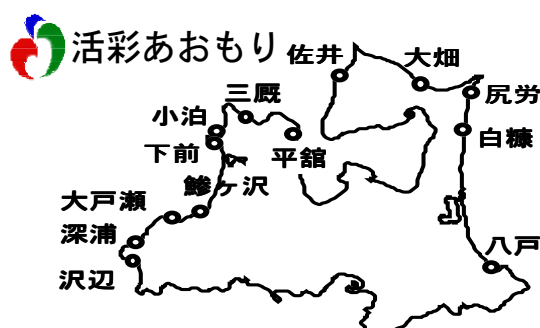 活彩あおもり
佐井
大畑
尻労
三厩
小泊
白糠
下前
平舘
鰺ヶ沢
大戸瀬
深浦
八戸
沢辺